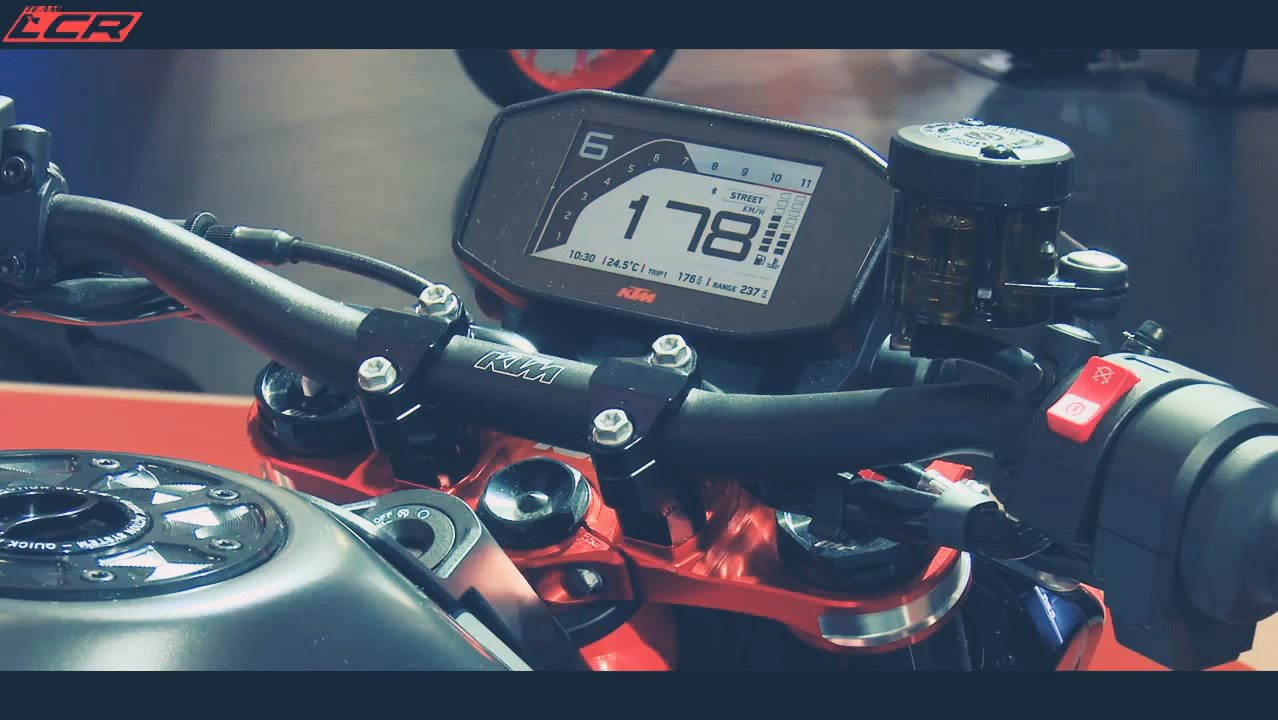 LCR
6
1 2 3 4 5 6 7 8 9 10 11
STREET
KM/H
178
10:30 24.5°C TRIP1 176 RANGE 237
KTM
KTM
OFF
QUICK